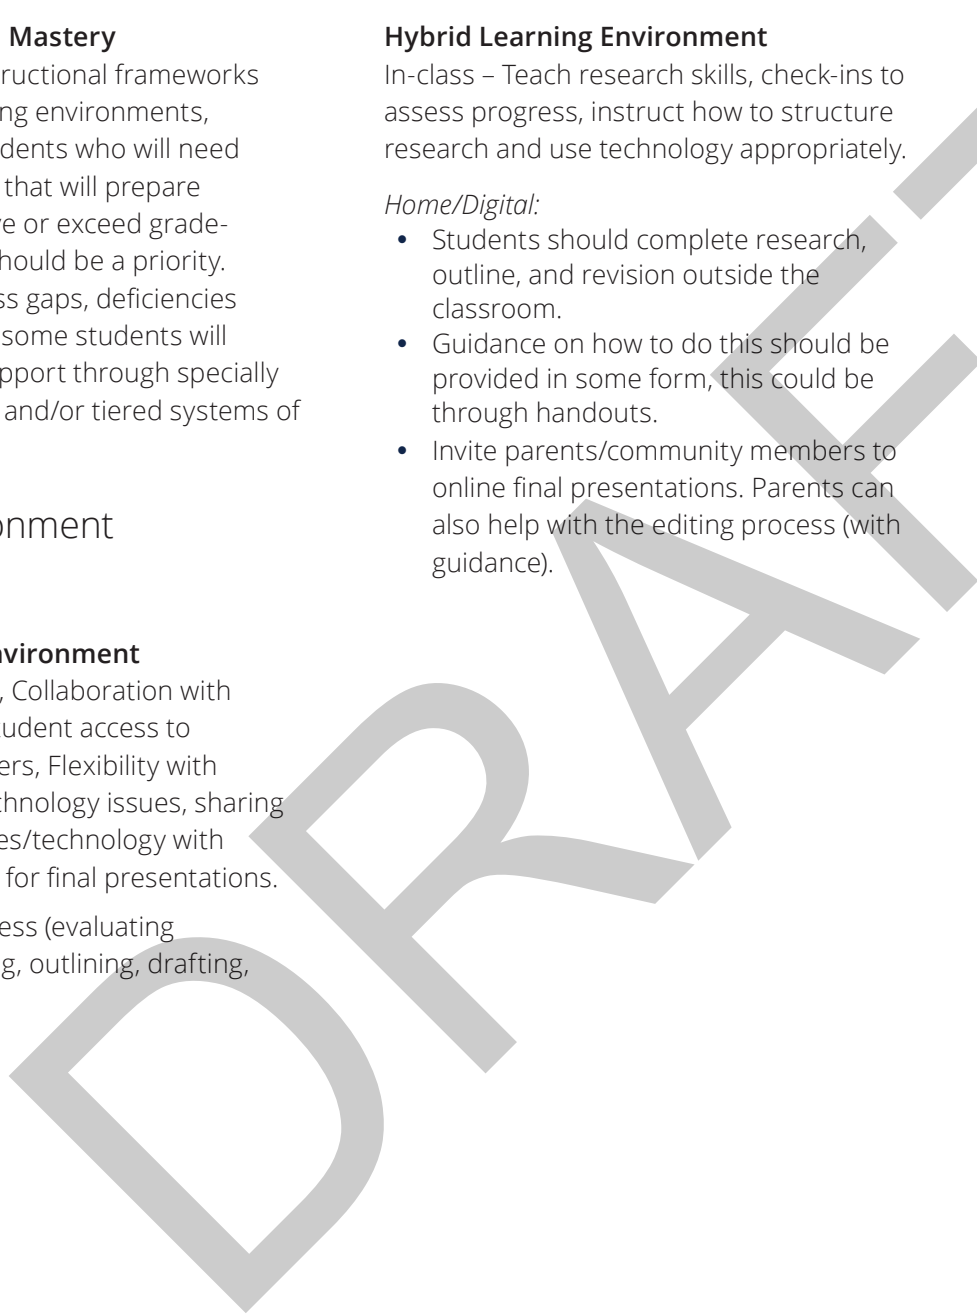 Mastery
ructional frameworks
ng environments,
dents who will need
that will prepare
ve or exceed grade-
hould be a priority.
ss gaps, deficiencies
some students will
pport through specially
and/or tiered systems of
onment
nvironment
, Collaboration with
tudent access to
ers, Flexibility with
chnology issues, sharing
es/technology with
for final presentations.
ess (evaluating
g, outlining, drafting,
Hybrid Learning Environment
In-class – Teach research skills, check-ins to
assess progress, instruct how to structure
research and use technology appropriately.
Home/Digital:
• Students should complete research,
outline, and revision outside the
classroom.
• Guidance on how to do this should be
provided in some form, this could be
through handouts.
• Invite parents/community members to
online final presentations. Parents can
also help with the editing process (with
guidance).
DRAFT